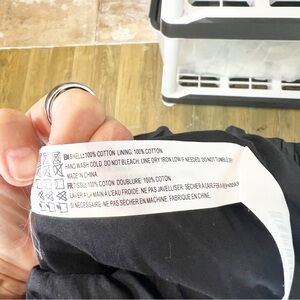 EN SHELL: 100% COTTON LINING: 100% COTTON
HAND WASH COLD. DO NOT BLEACH. LINE DRY. IRON LOW IF NEEDED. DO NOT TUMBLE
MADE IN CHINA
FR TISSU: 100% COTON DOUBLURE: 100% COTON
LAVER À LA MAIN À L'EAU FROIDE. NE PAS JAVELLISER. SÉCHER À L'AIR
SI NÉCESSAIRE. NE PAS SÉCHER EN MACHINE. FABRIQUÉ EN CHINE.